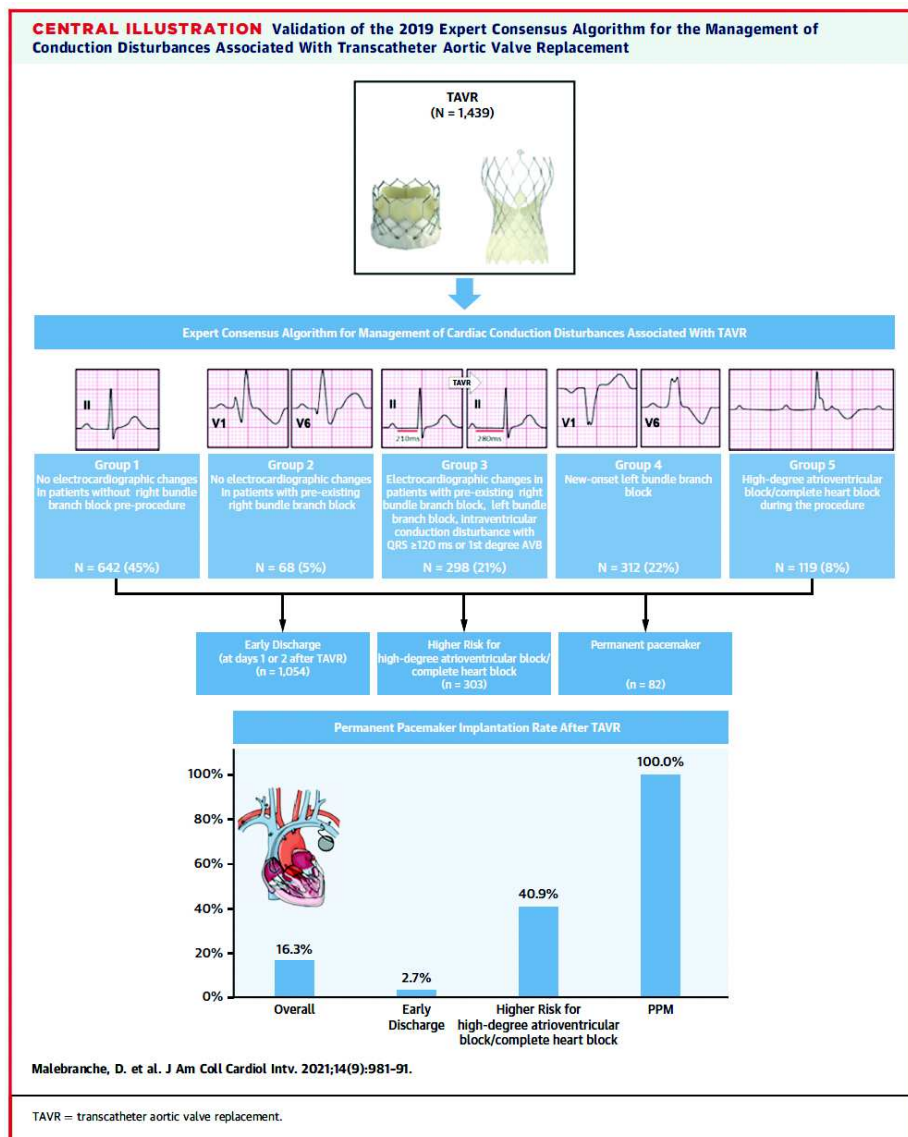 CENTRAL ILLUSTRATION Validation of the 2019 Expert Consensus Algorithm for the Management of
Conduction Disturbances Associated With Transcatheter Aortic Valve Replacement
TAVR
(N = 1,439)
Expert Consensus Algorithm for Management of Cardiac Conduction Disturbances Associated With TAVR
II
V1
V6
II
210ms
TAVR
II
280ms
V1
V6
Group 1
No electrocardiographic changes
in patients without right bundle
branch block pre-procedure
N = 642 (45%)
Group 2
No electrocardiographic changes
in patients with pre-existing
right bundle branch block
N = 68 (5%)
Group 3
Electrocardiographic changes in
patients with pre-existing right
bundle branch block, left bundle
branch block, intraventricular
conduction disturbance with
QRS ≥120 ms or 1st degree AVB
N = 298 (21%)
Group 4
New-onset left bundle branch
block
N = 312 (22%)
Group 5
High-degree atrioventricular
block/complete heart block
during the procedure
N = 119 (8%)
Early Discharge
(at days 1 or 2 after TAVR)
(n = 1,054)
Higher Risk for
high-degree atrioventricular block/
complete heart block
(n = 303)
Permanent pacemaker
(n = 82)
Permanent Pacemaker Implantation Rate After TAVR
100%
80%
60%
40%
20%
0%
16.3%
2.7%
40.9%
100.0%
Overall
Early
Discharge
Higher Risk for
high-degree atrioventricular
block/complete heart block
PPM
Malebranche, D. et al. J Am Coll Cardiol Intv. 2021;14(9):981-91.
TAVR = transcatheter aortic valve replacement.